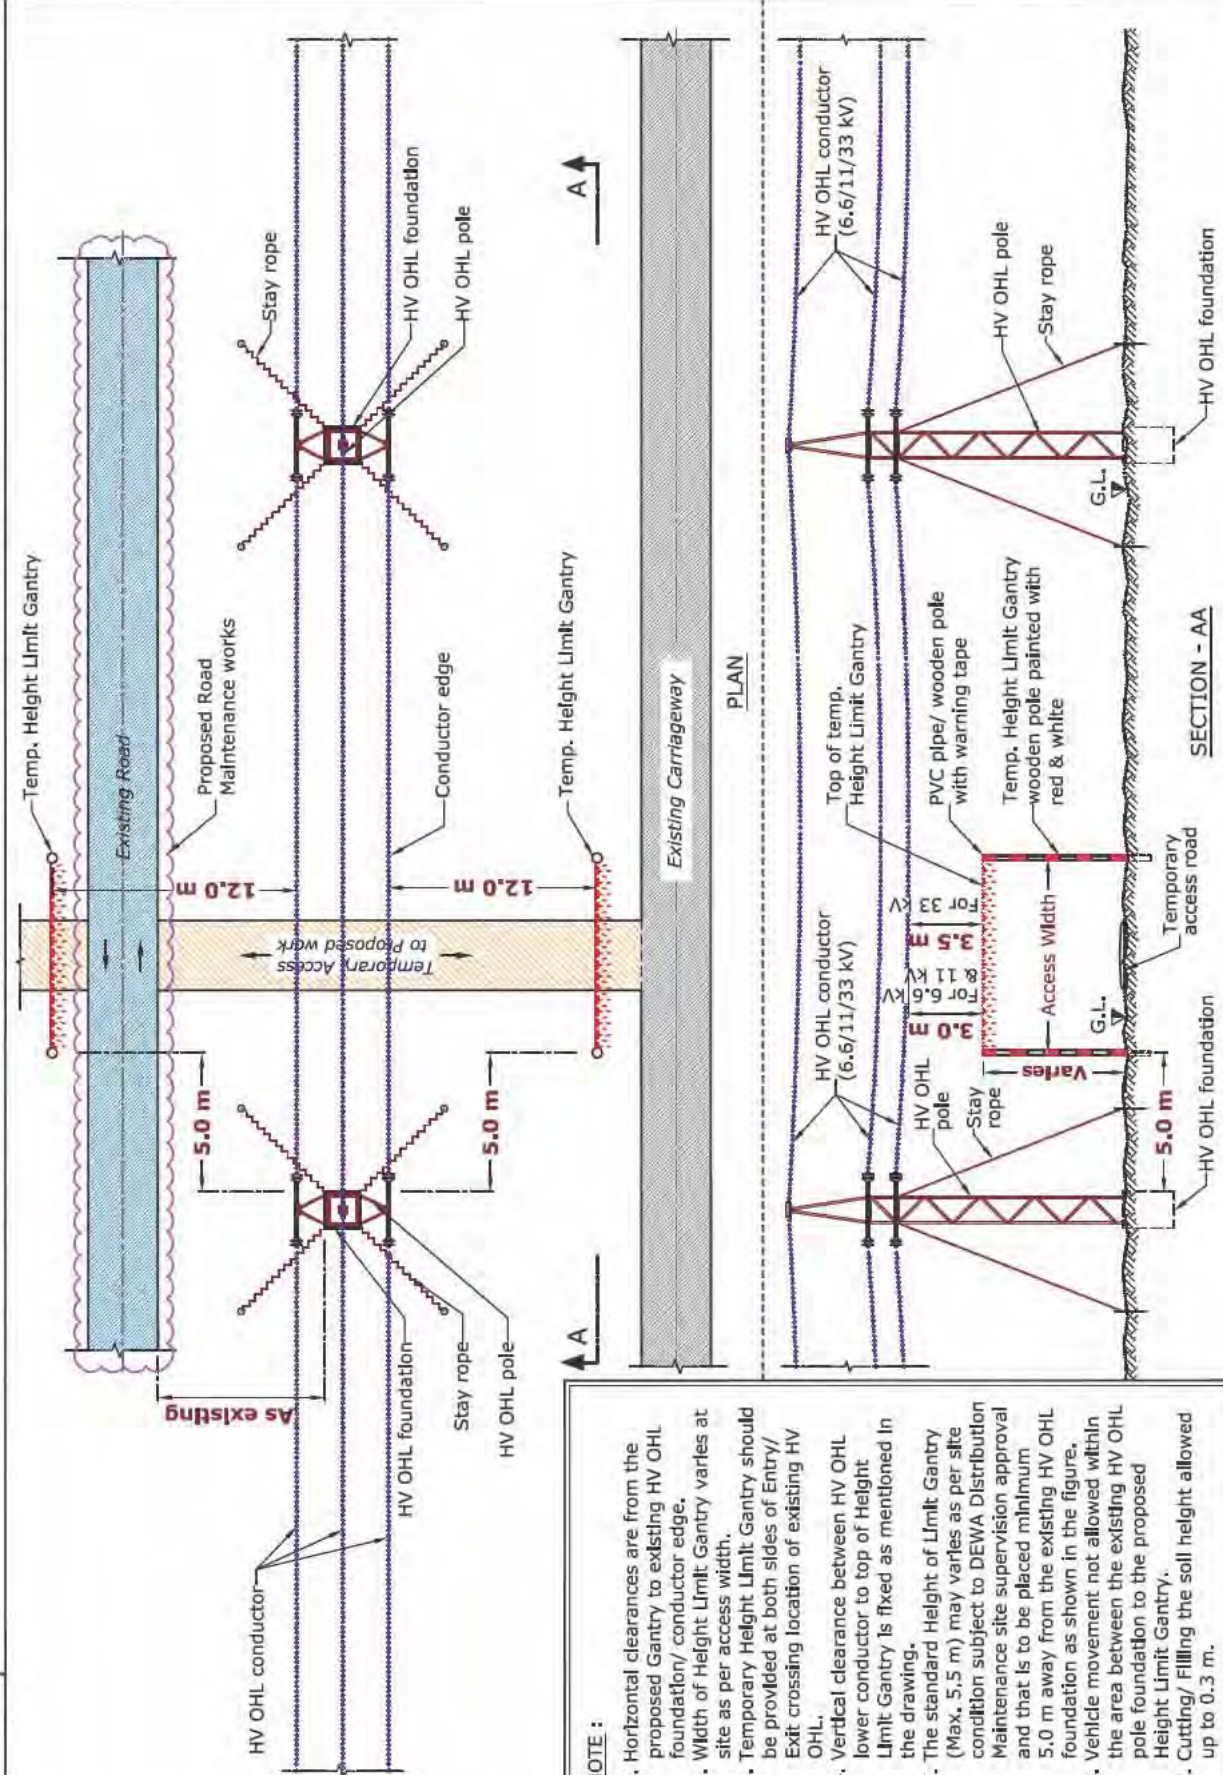 Temp. Height Limit Gantry
Existing Road
Proposed Road
Maintenance works
12.0 m
5.0 m
As existing
Stay rope
HV OHL foundation
HV OHL pole
HV OHL conductor
HV OHL foundation
Stay rope
HV OHL pole
Conductor edge
Temporary Access
to Proposed work
12.0 m
5.0 m
Temp. Height Limit Gantry
A
A
Existing Carriageway
PLAN
HV OHL conductor
(6.6/11/33 kV)
HV OHL conductor
(6.6/11/33 kV)
Top of temp.
Height Limit Gantry
PVC pipe/ wooden pole
with warning tape
Temp. Height Limit Gantry
wooden pole painted with
red & white
3.0 m
For 6.6 kV
& 11 kV
3.5 m
For 33 kV
Access Width
Varies
HV OHL
pole
Stay
rope
5.0 m
G.L.
HV OHL foundation
Temporary
access road
HV OHL pole
Stay rope
G.L.
HV OHL foundation
SECTION - AA
OTE :
. Horizontal clearances are from the
proposed Gantry to existing HV OHL
foundation/ conductor edge.
. Width of Height Limit Gantry varies at
site as per access width.
. Temporary Height Limit Gantry should
be provided at both sides of Entry/
Exit crossing location of existing HV
OHL.
. Vertical clearance between HV OHL
lower conductor to top of Height
Limit Gantry is fixed as mentioned in
the drawing.
. The standard Height of Limit Gantry
(Max. 5.5 m) may varies as per site
condition subject to DEWA Distribution
Maintenance site supervision approval
and that is to be placed minimum
5.0 m away from the existing HV OHL
foundation as shown in the figure.
. Vehicle movement not allowed within
the area between the existing HV OHL
pole foundation to the proposed
Height Limit Gantry.
. Cutting/ Filling the soil height allowed
up to 0.3 m.